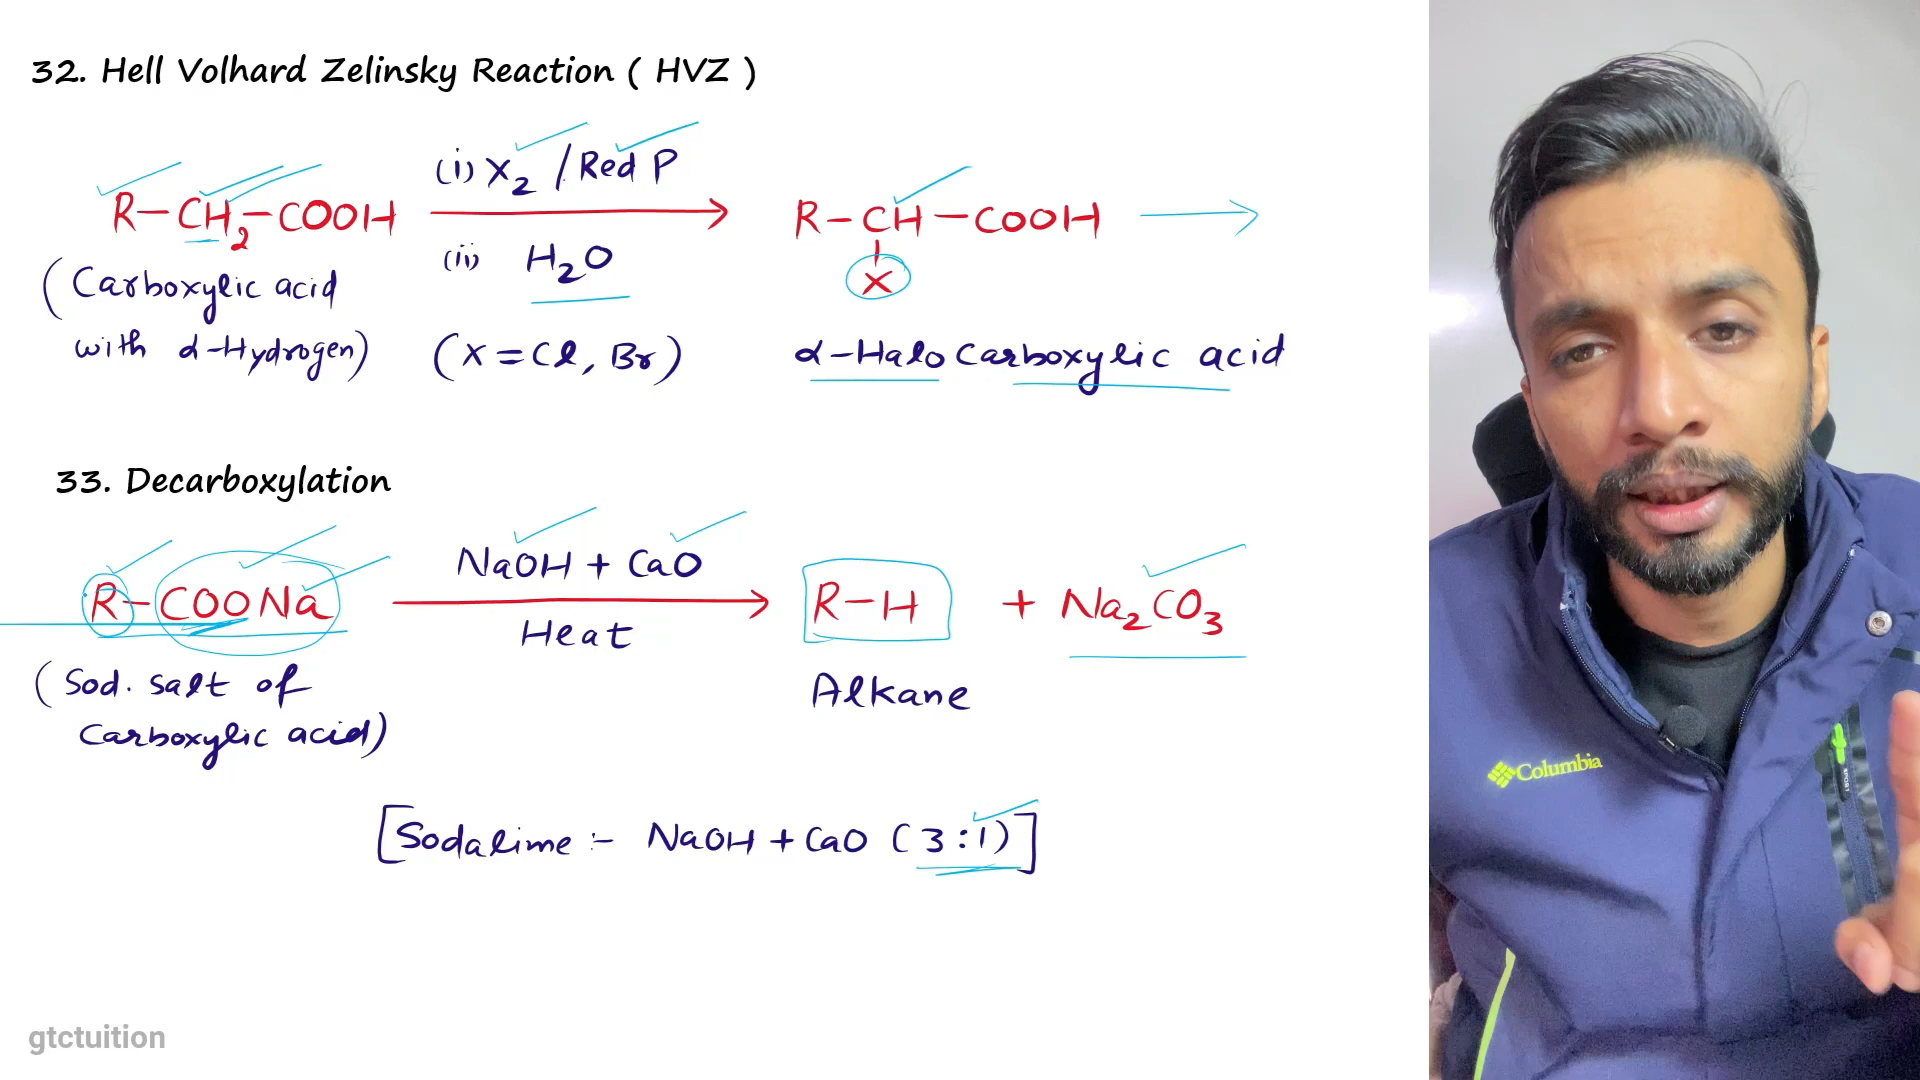 32. Hell Volhard Zelinsky Reaction ( HVZ )
(i) X₂ / Red P
R-CH₂-COOH
R-CH-COOH
(ii) H₂O
X
(Carboxylic acid
with α-Hydrogen)
(X = Cl, Br)
α-Halo Carboxylic acid
33. Decarboxylation
NaOH + CaO
R-COONa
R-H + Na₂CO₃
Heat
(Sod. Salt of
Carboxylic acid)
Alkane
[Sodalime :- NaOH + CaO (3:1)]
Columbia
gtctuition